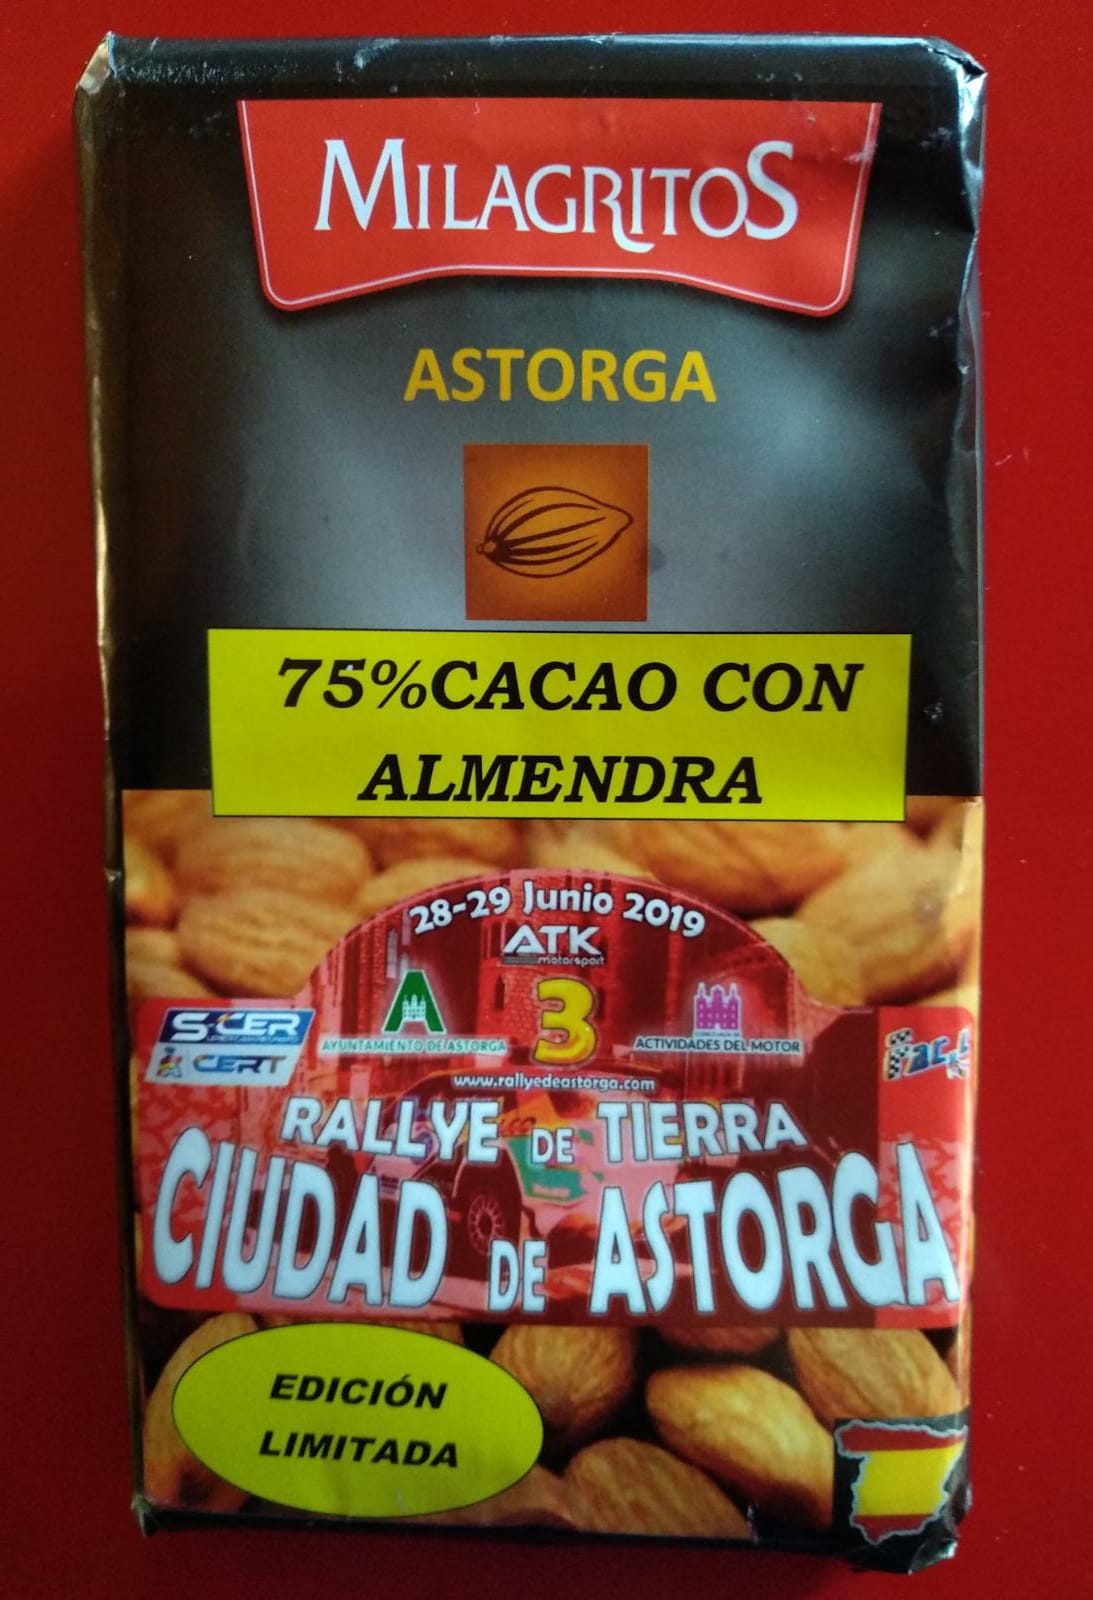 MILAGRITOS
ASTORGA
75%CACAO CON
ALMENDRA
28-29 Junio 2019
ATK
motorsport
3
S-CER
CERT
AYUNTAMIENTO DE ASTORGA
ACTIVIDADES DEL MOTOR
www.rallyedeastorga.com
RALLYE DE TIERRA
CIUDAD DE ASTORGA
EDICIÓN
LIMITADA